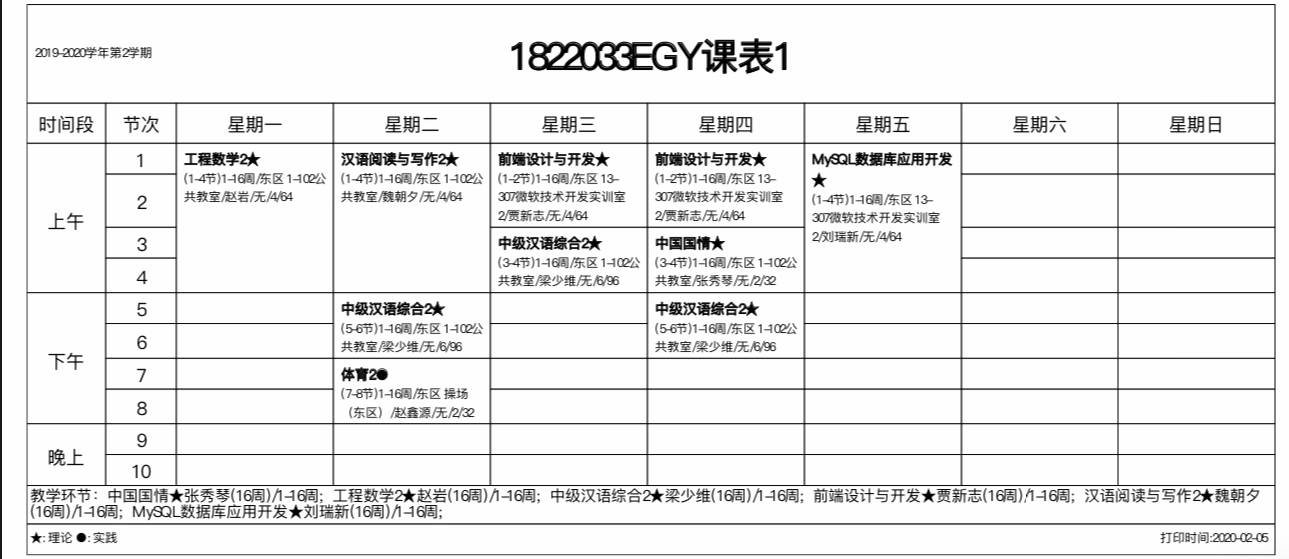 2019-2020学年第2学期
1822033EGY课表1
时间段 节次 星期一 星期二 星期三 星期四 星期五 星期六 星期日
上午
1
2
3
4
工程数学2★
(1-4节)1-16周/东区 1-102公
共教室/赵岩/无/4/64
汉语阅读与写作2★
(1-4节)1-16周/东区 1-102公
共教室/魏朝夕/无/4/64
前端设计与开发★
(1-2节)1-16周/东区 13-
307微软技术开发实训室
2/贾新志/无/4/64
中级汉语综合2★
(3-4节)1-16周/东区 1-102公
共教室/梁少维/无/6/96
前端设计与开发★
(1-2节)1-16周/东区 13-
307微软技术开发实训室
2/贾新志/无/4/64
中国国情★
(3-4节)1-16周/东区 1-102公
共教室/张秀琴/无/2/32
MySQL数据库应用开发
★
(1-4节)1-16周/东区 13-
307微软技术开发实训室
2/刘瑞新/无/4/64
下午
5
6
7
8
中级汉语综合2★
(5-6节)1-16周/东区 1-102公
共教室/梁少维/无/6/96
体育2●
(7-8节)1-16周/东区 操场
（东区）/赵鑫源/无/2/32
中级汉语综合2★
(5-6节)1-16周/东区 1-102公
共教室/梁少维/无/6/96
晚上
9
10
教学环节：中国国情★张秀琴(16周)/1-16周; 工程数学2★赵岩(16周)/1-16周; 中级汉语综合2★梁少维(16周)/1-16周; 前端设计与开发★贾新志(16周)/1-16周; 汉语阅读与写作2★魏朝夕
(16周)/1-16周; MySQL数据库应用开发★刘瑞新(16周)/1-16周;
★: 理论 ●: 实践
打印时间:2020-02-05